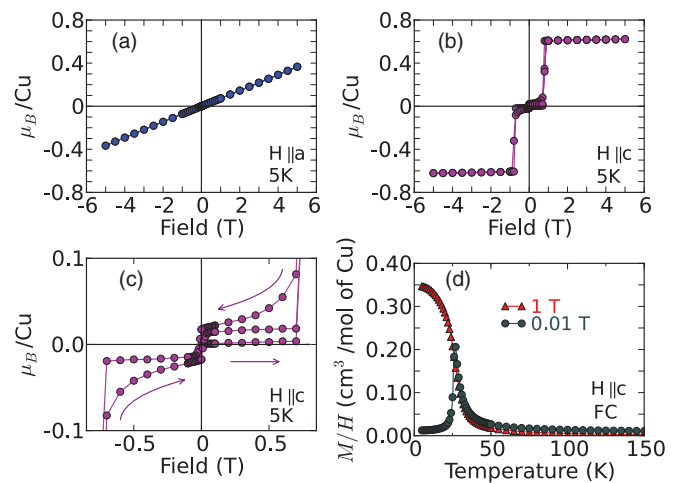 (a)
μ_B/Cu
0.8
0.4
0
-0.4
-0.8
H ∥a
5K
-6 -4 -2 0 2 4 6
Field (T)
(b)
μ_B/Cu
0.8
0.4
0
-0.4
-0.8
H ∥c
5K
-6 -4 -2 0 2 4 6
Field (T)
(c)
μ_B/Cu
0.1
0.0
-0.1
H ∥c
5K
-0.5 0 0.5
Field (T)
(d)
M/H (cm³/mol of Cu)
0.40
0.30
0.20
0.10
0.00
1 T
0.01 T
H ∥c
FC
0 50 100 150
Temperature (K)